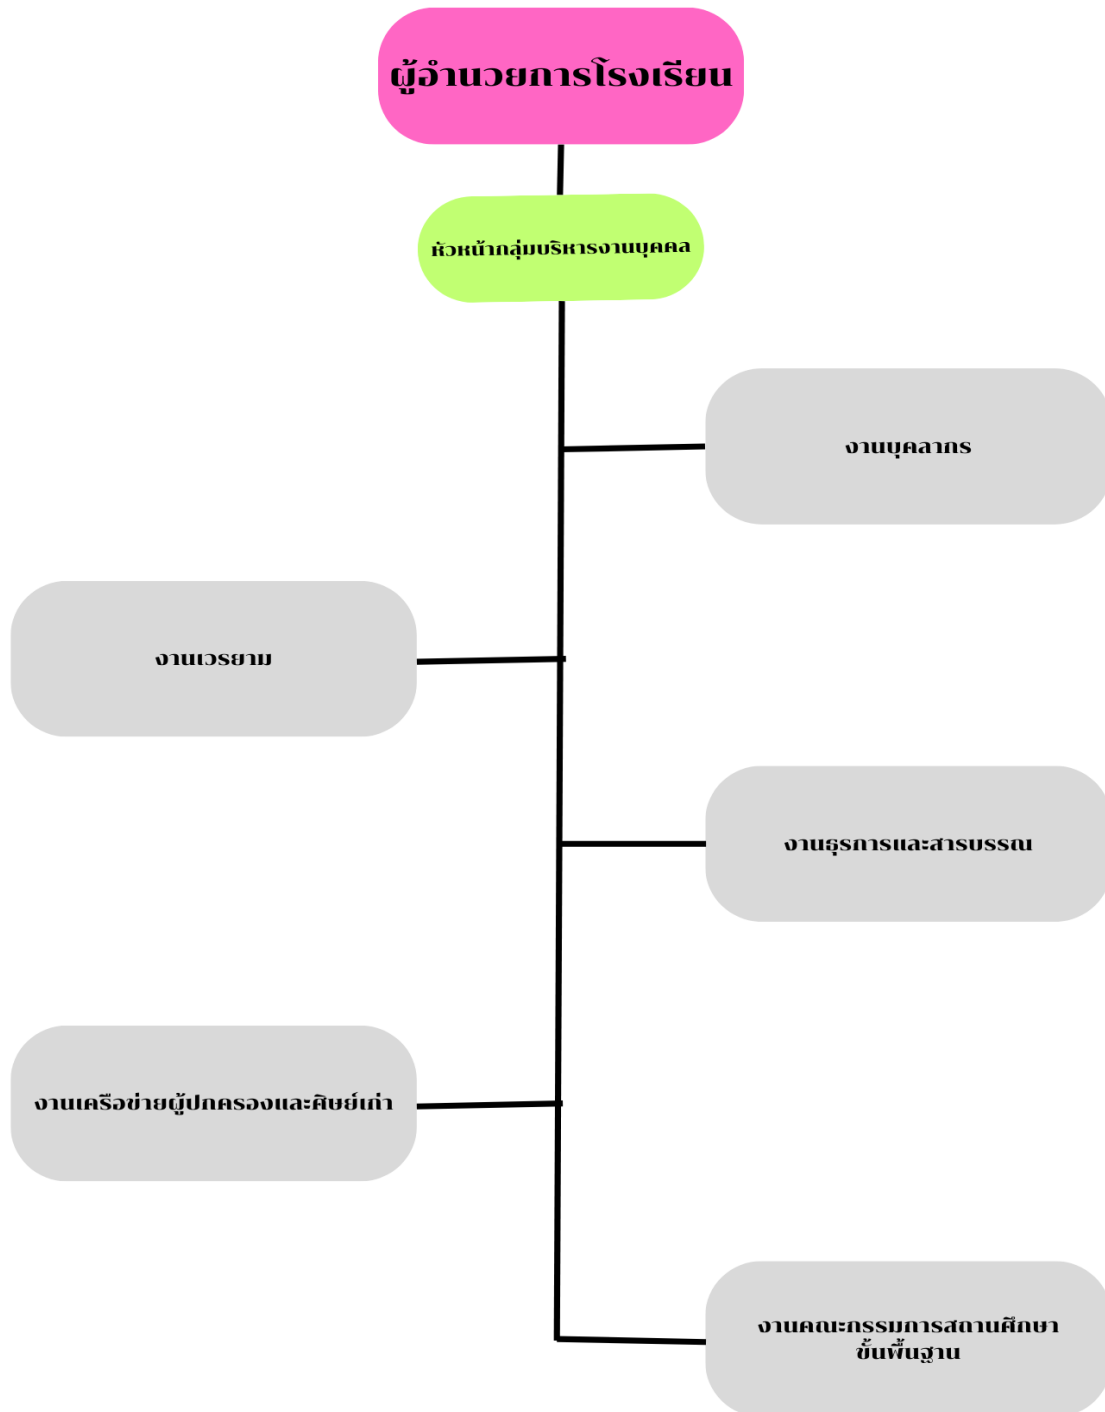 ผู้อำนวยการโรงเรียน
หัวหน้ากลุ่มบริหารงานบุคคล
งานบุคลากร
งานเวรยาม
งานธุรการและสารบรรณ
งานเครือข่ายผู้ปกครองและศิษย์เก่า
งานคณะกรรมการสถานศึกษา
ขั้นพื้นฐาน